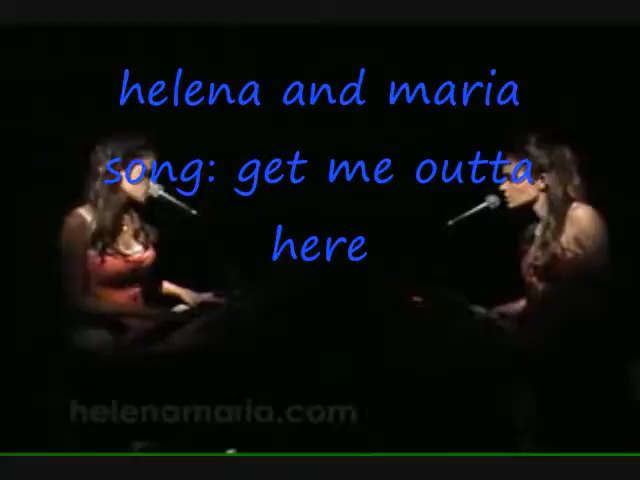 helena and maria
song: get me outta
here
helenamaria.com